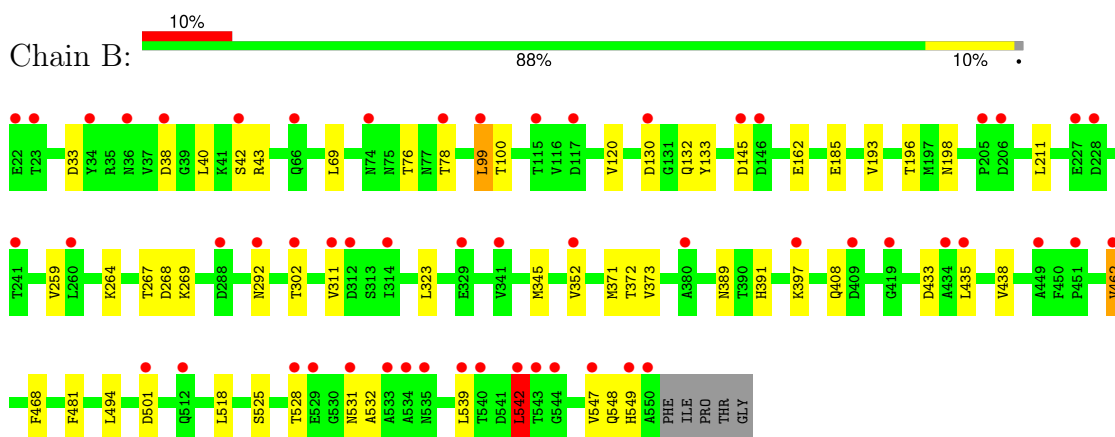 10%
Chain B:
88% 10% •
E22 T23 D33 Y34 R35 N36 V37 D38 G39 L40 K41 S42 R43 Q66 L69 N74 N75 T76 N77 T78 L99 T100 T115 V116 D117 V120 D130 G131 Q132 Y133 D145 D146 E162 E185 V193 T196 M197 N198 P205 D206 L211 E227 D228
T241 V259 L260 K264 T267 D268 K269 D288 N292 T302 V311 D312 S313 I314 L323 E329 V341 M345 V352 M371 T372 V373 A380 N389 T390 H391 K397 Q408 D409 G419 D433 A434 L435 V438 A449 F450 P451 V462
F468 F481 L494 D501 Q512 L518 S525 T528 E529 G530 N531 A532 A533 A534 N535 L539 T540 D541 L542 T543 G544 V547 Q548 H549 A550 PHE ILE PRO THR GLY